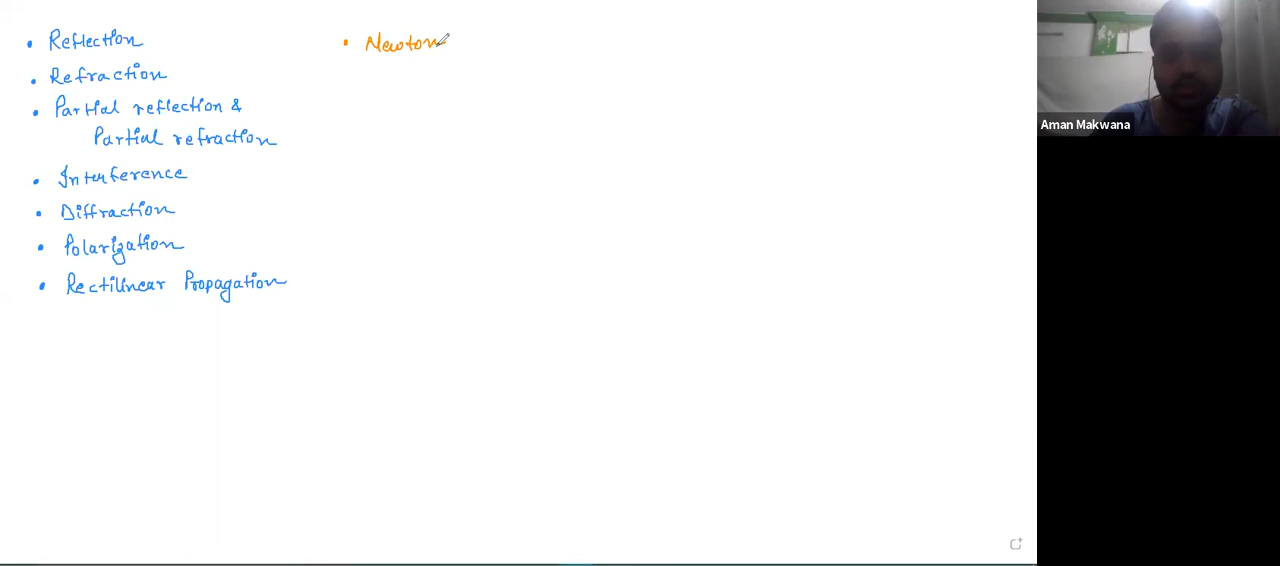 • Reflection
• Refraction
• Partial reflection &
Partial refraction
• Interference
• Diffraction
• Polarization
• Rectilinear Propagation
• Newton
Aman Makwana